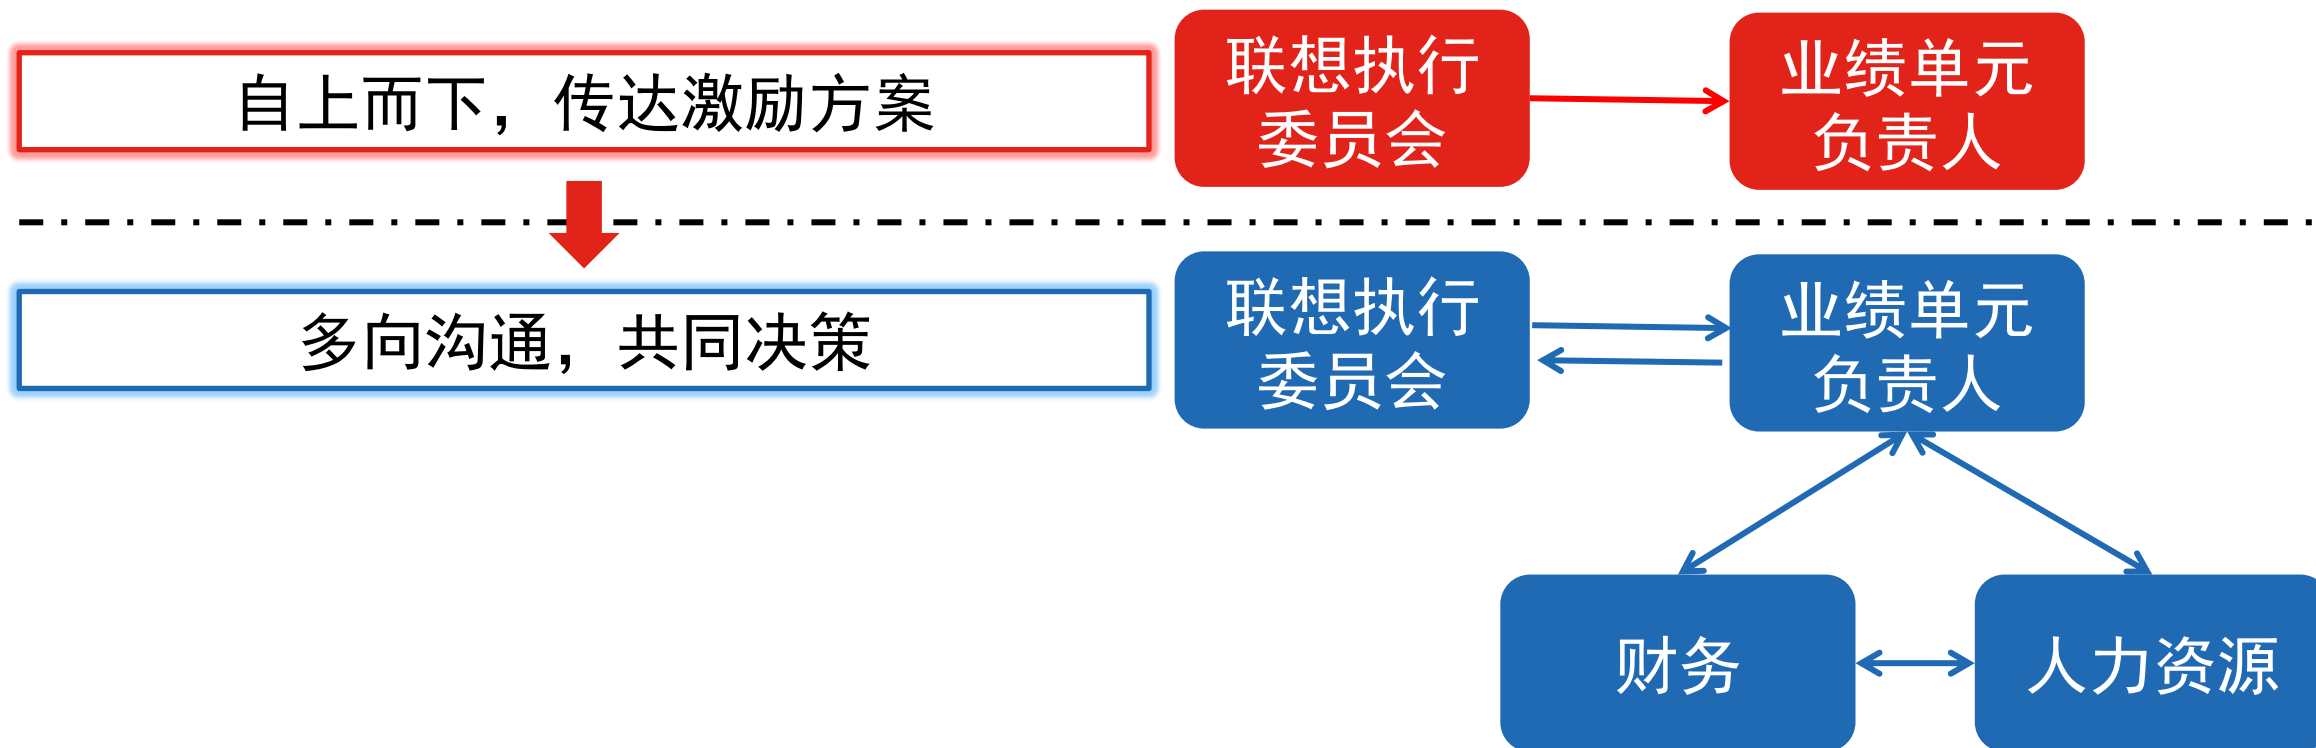 自上而下，传达激励方案
联想执行
委员会
业绩单元
负责人
多向沟通，共同决策
联想执行
委员会
业绩单元
负责人
财务
人力资源